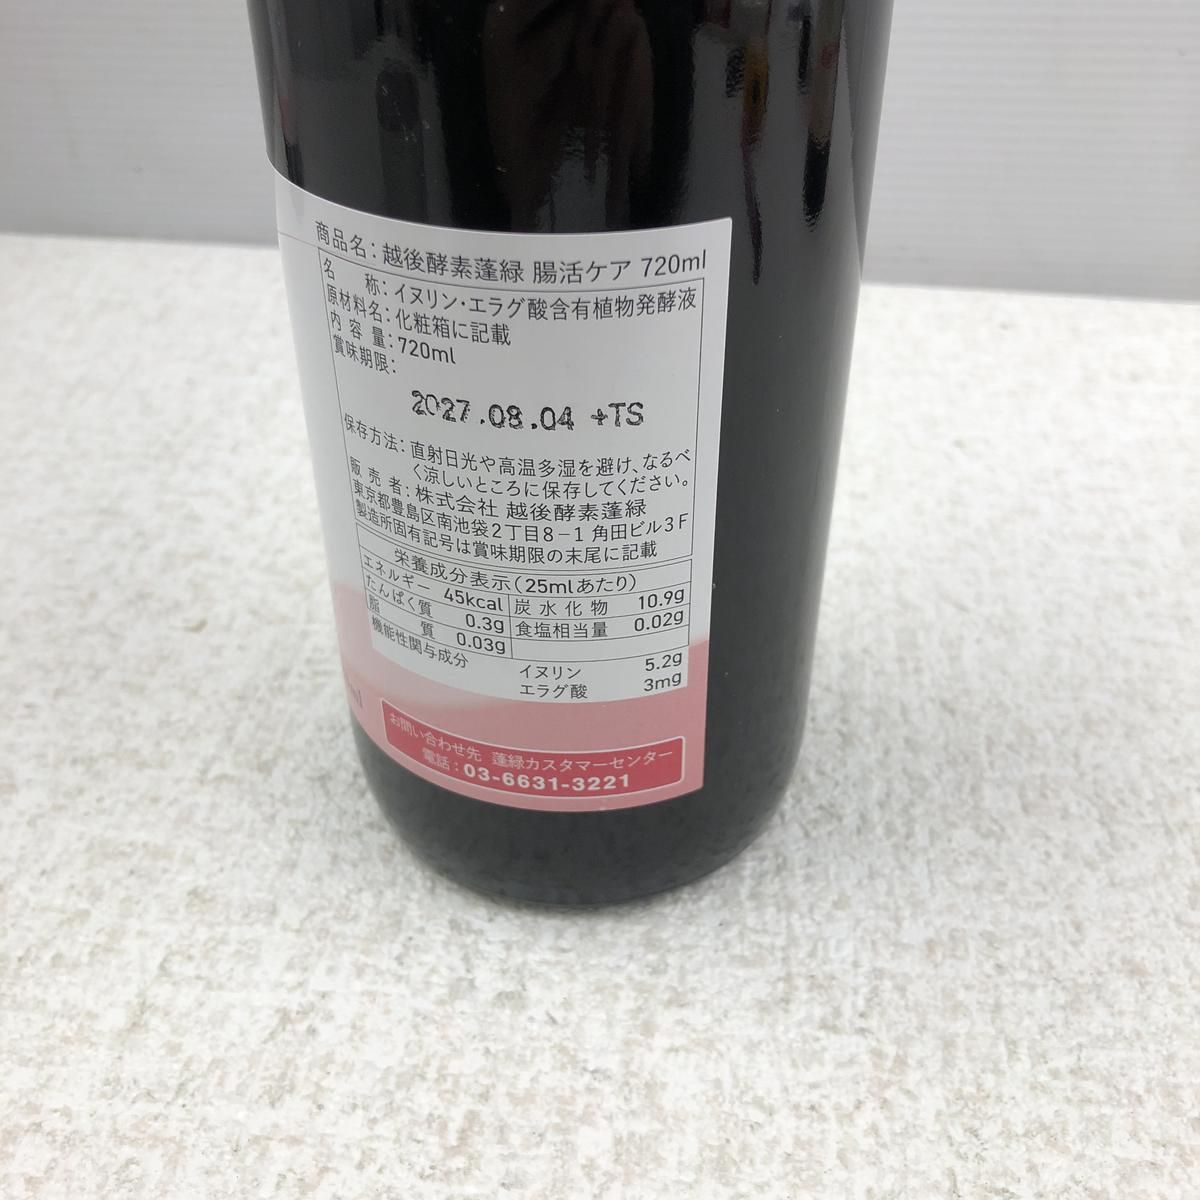 商品名：越後酵素蓬緑 腸活ケア 720ml
名　称：イヌリン・エラグ酸含有植物発酵液
原材料名：化粧箱に記載
内容量：720ml
賞味期限：
2027.08.04 +TS
保存方法：直射日光や高温多湿を避け、なるべ
く涼しいところに保存してください。
販売者：株式会社 越後酵素蓬緑
東京都豊島区南池袋2丁目8-1 角田ビル3F
製造所固有記号は賞味期限の末尾に記載
栄養成分表示（25mlあたり）
エネルギー 45kcal 炭水化物 10.9g
たんぱく質 0.3g 食塩相当量 0.02g
脂質 0.03g
機能性関与成分
イヌリン 5.2g
エラグ酸 3mg
お問い合わせ先 蓬緑カスタマーセンター
電話：03-6631-3221